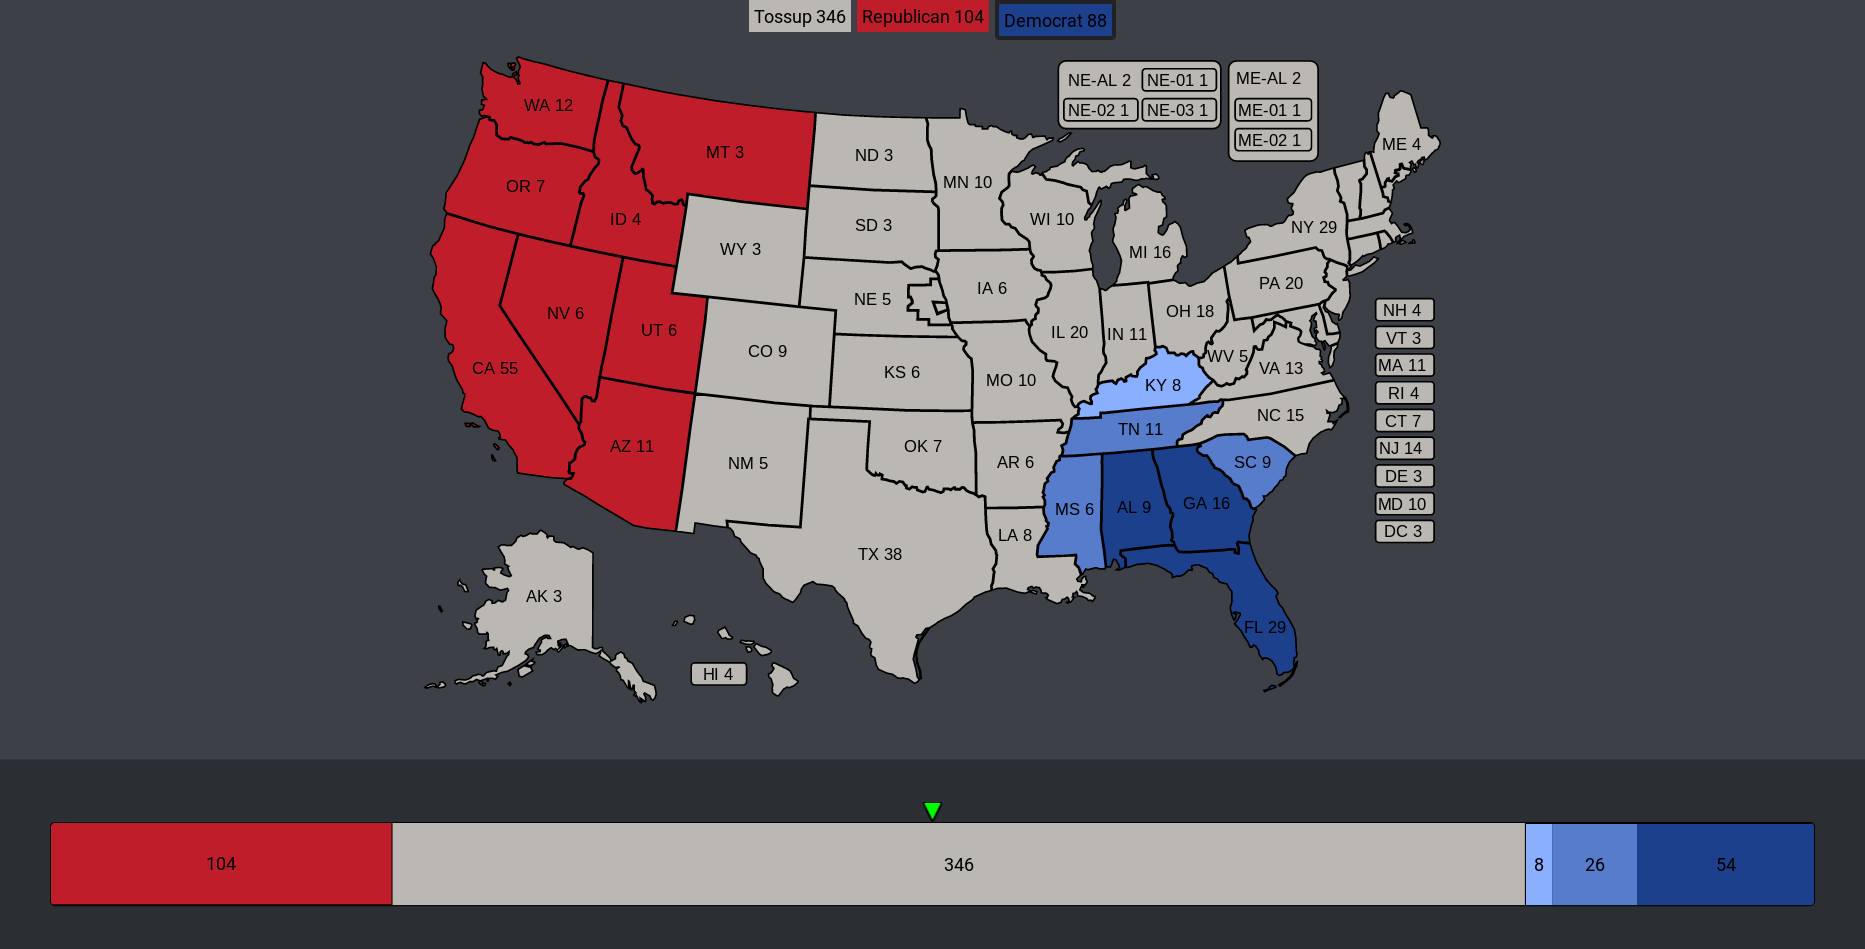 Tossup 346
Republican 104
Democrat 88
NE-AL 2
NE-01 1
NE-02 1
NE-03 1
ME-AL 2
ME-01 1
ME-02 1
WA 12
OR 7
ID 4
MT 3
ND 3
MN 10
ME 4
WY 3
SD 3
WI 10
MI 16
NY 29
CA 55
NV 6
UT 6
CO 9
NE 5
IA 6
IL 20
IN 11
OH 18
PA 20
WV 5
VA 13
KS 6
MO 10
KY 8
NC 15
AZ 11
NM 5
OK 7
AR 6
TN 11
SC 9
MS 6
AL 9
GA 16
TX 38
LA 8
FL 29
AK 3
HI 4
NH 4
VT 3
MA 11
RI 4
CT 7
NJ 14
DE 3
MD 10
DC 3
104
346
8
26
54